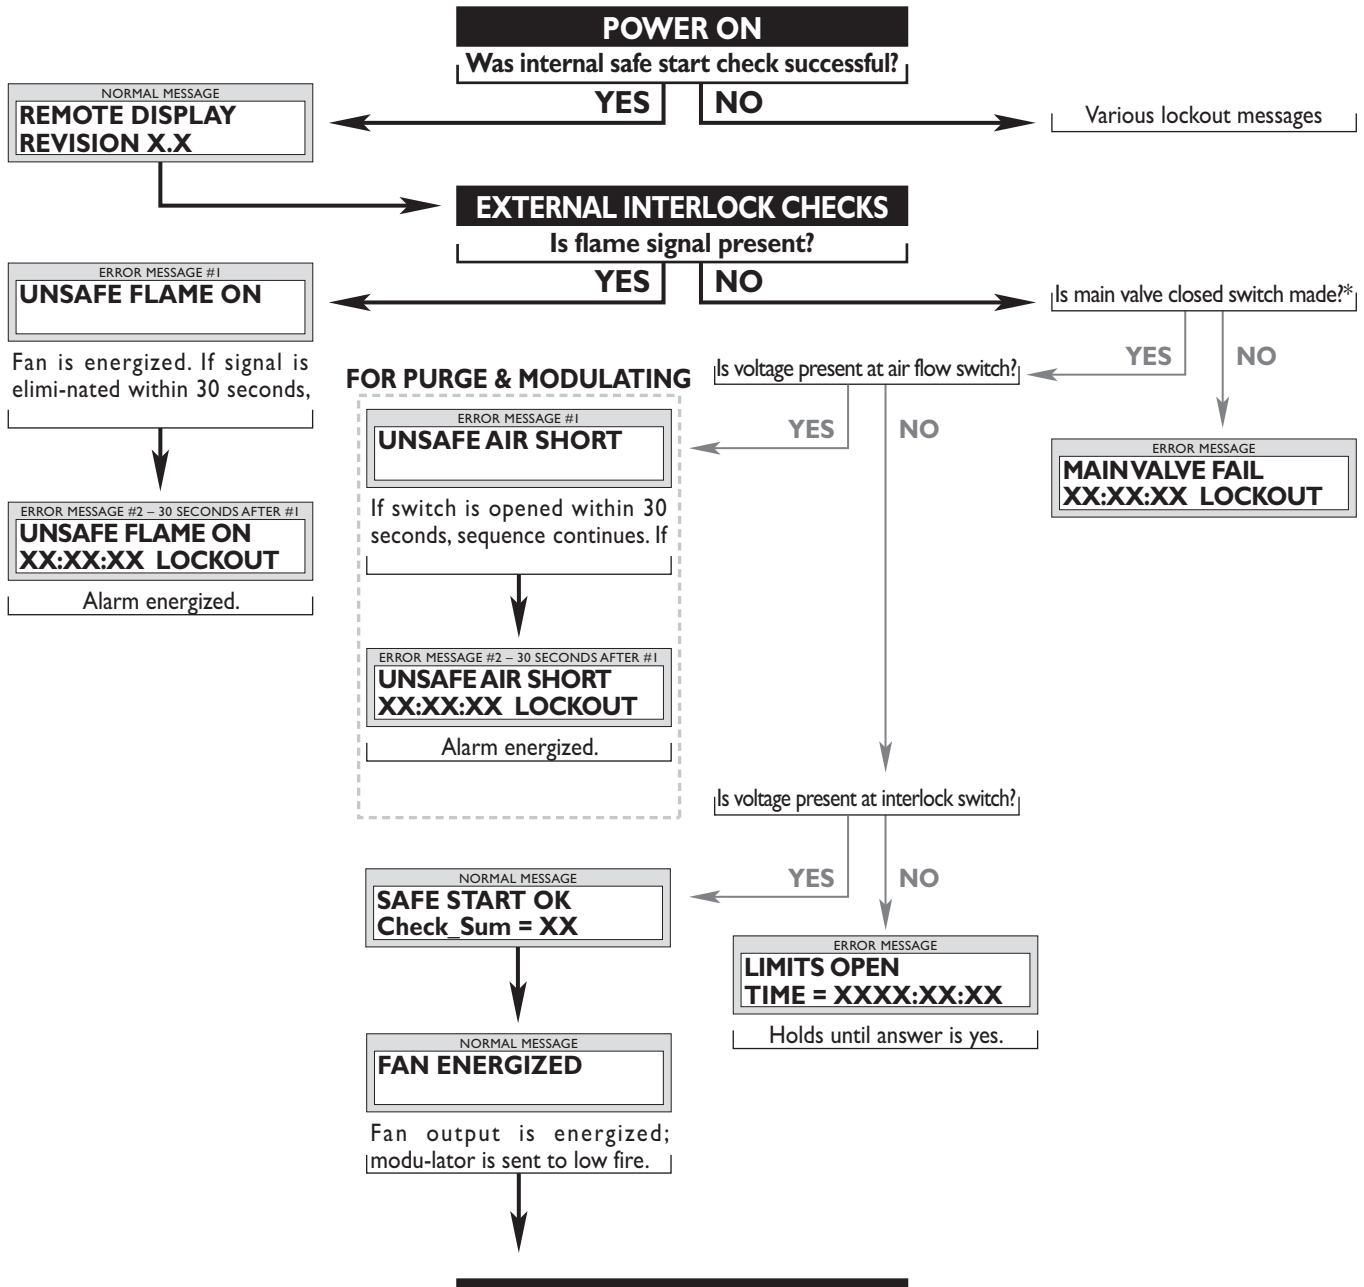 POWER ON
Was internal safe start check successful?
YES
NO
NORMAL MESSAGE
REMOTE DISPLAY
REVISION X.X
Various lockout messages
EXTERNAL INTERLOCK CHECKS
Is flame signal present?
YES
NO
ERROR MESSAGE #1
UNSAFE FLAME ON
Fan is energized. If signal is
elimi-nated within 30 seconds,
ERROR MESSAGE #2 – 30 SECONDS AFTER #1
UNSAFE FLAME ON
XX:XX:XX LOCKOUT
Alarm energized.
Is main valve closed switch made?*
YES
NO
ERROR MESSAGE
MAIN VALVE FAIL
XX:XX:XX LOCKOUT
Is voltage present at air flow switch?
YES
NO
FOR PURGE & MODULATING
ERROR MESSAGE #1
UNSAFE AIR SHORT
If switch is opened within 30
seconds, sequence continues. If
ERROR MESSAGE #2 – 30 SECONDS AFTER #1
UNSAFE AIR SHORT
XX:XX:XX LOCKOUT
Alarm energized.
Is voltage present at interlock switch?
YES
NO
NORMAL MESSAGE
SAFE START OK
Check_Sum = XX
ERROR MESSAGE
LIMITS OPEN
TIME = XXXX:XX:XX
Holds until answer is yes.
NORMAL MESSAGE
FAN ENERGIZED
Fan output is energized;
modu-lator is sent to low fire.